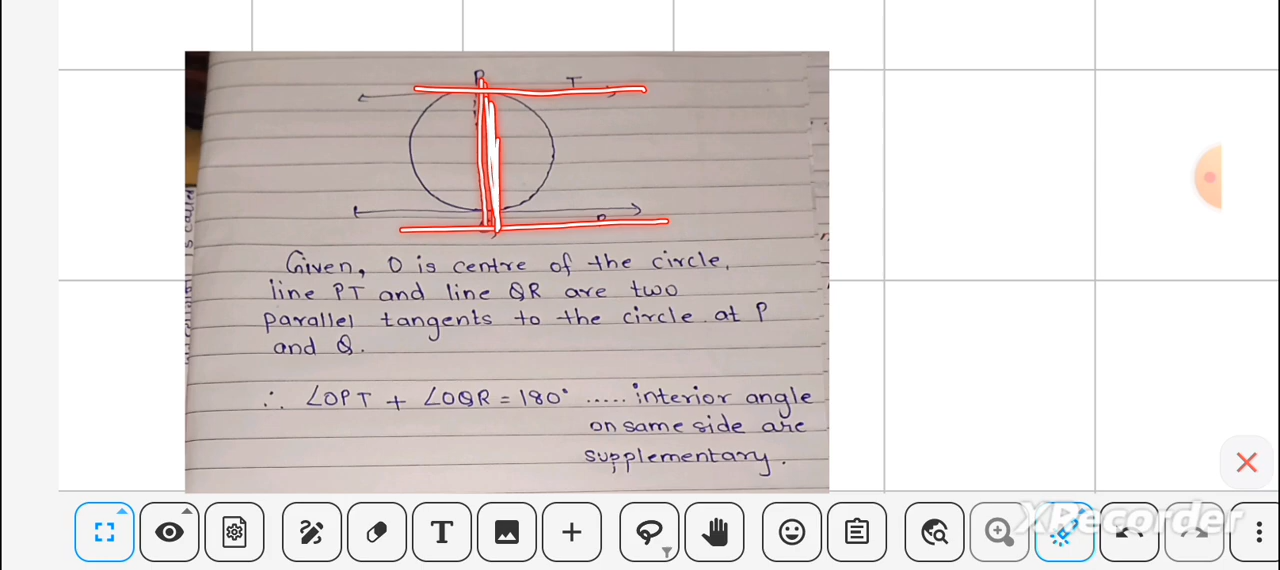 P
T
R
Given, O is centre of the circle,
line PT and line QR are two
parallel tangents to the circle at P
and Q.
∴ ∠OPT + ∠OQR = 180° ..... interior angle
on same side are
supplementary.
T
XRecorder